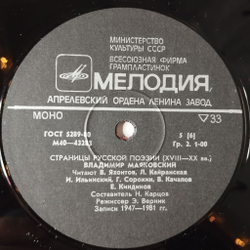 МИНИСТЕРСТВО
КУЛЬТУРЫ СССР
ВСЕСОЮЗНАЯ ФИРМА
ГРАМПЛАСТИНОК
МЕЛОДИЯ
АПРЕЛЕВСКИЙ ОРДЕНА ЛЕНИНА ЗАВОД
МОНО 33
ГОСТ 5289-80 5 [6]
М40-43283 Гр. 2. 1-00
СТРАНИЦЫ РУССКОЙ ПОЭЗИИ (XVIII—XX вв.)
ВЛАДИМИР МАЯКОВСКИЙ
Читают В. Яхонтов, Л. Кайранская
И. Ильинский, Г. Сорокин, В. Качалов
Е. Киндинов
Составитель Н. Карцов
Режиссер Э. Верник
Записи 1947—1981 гг.